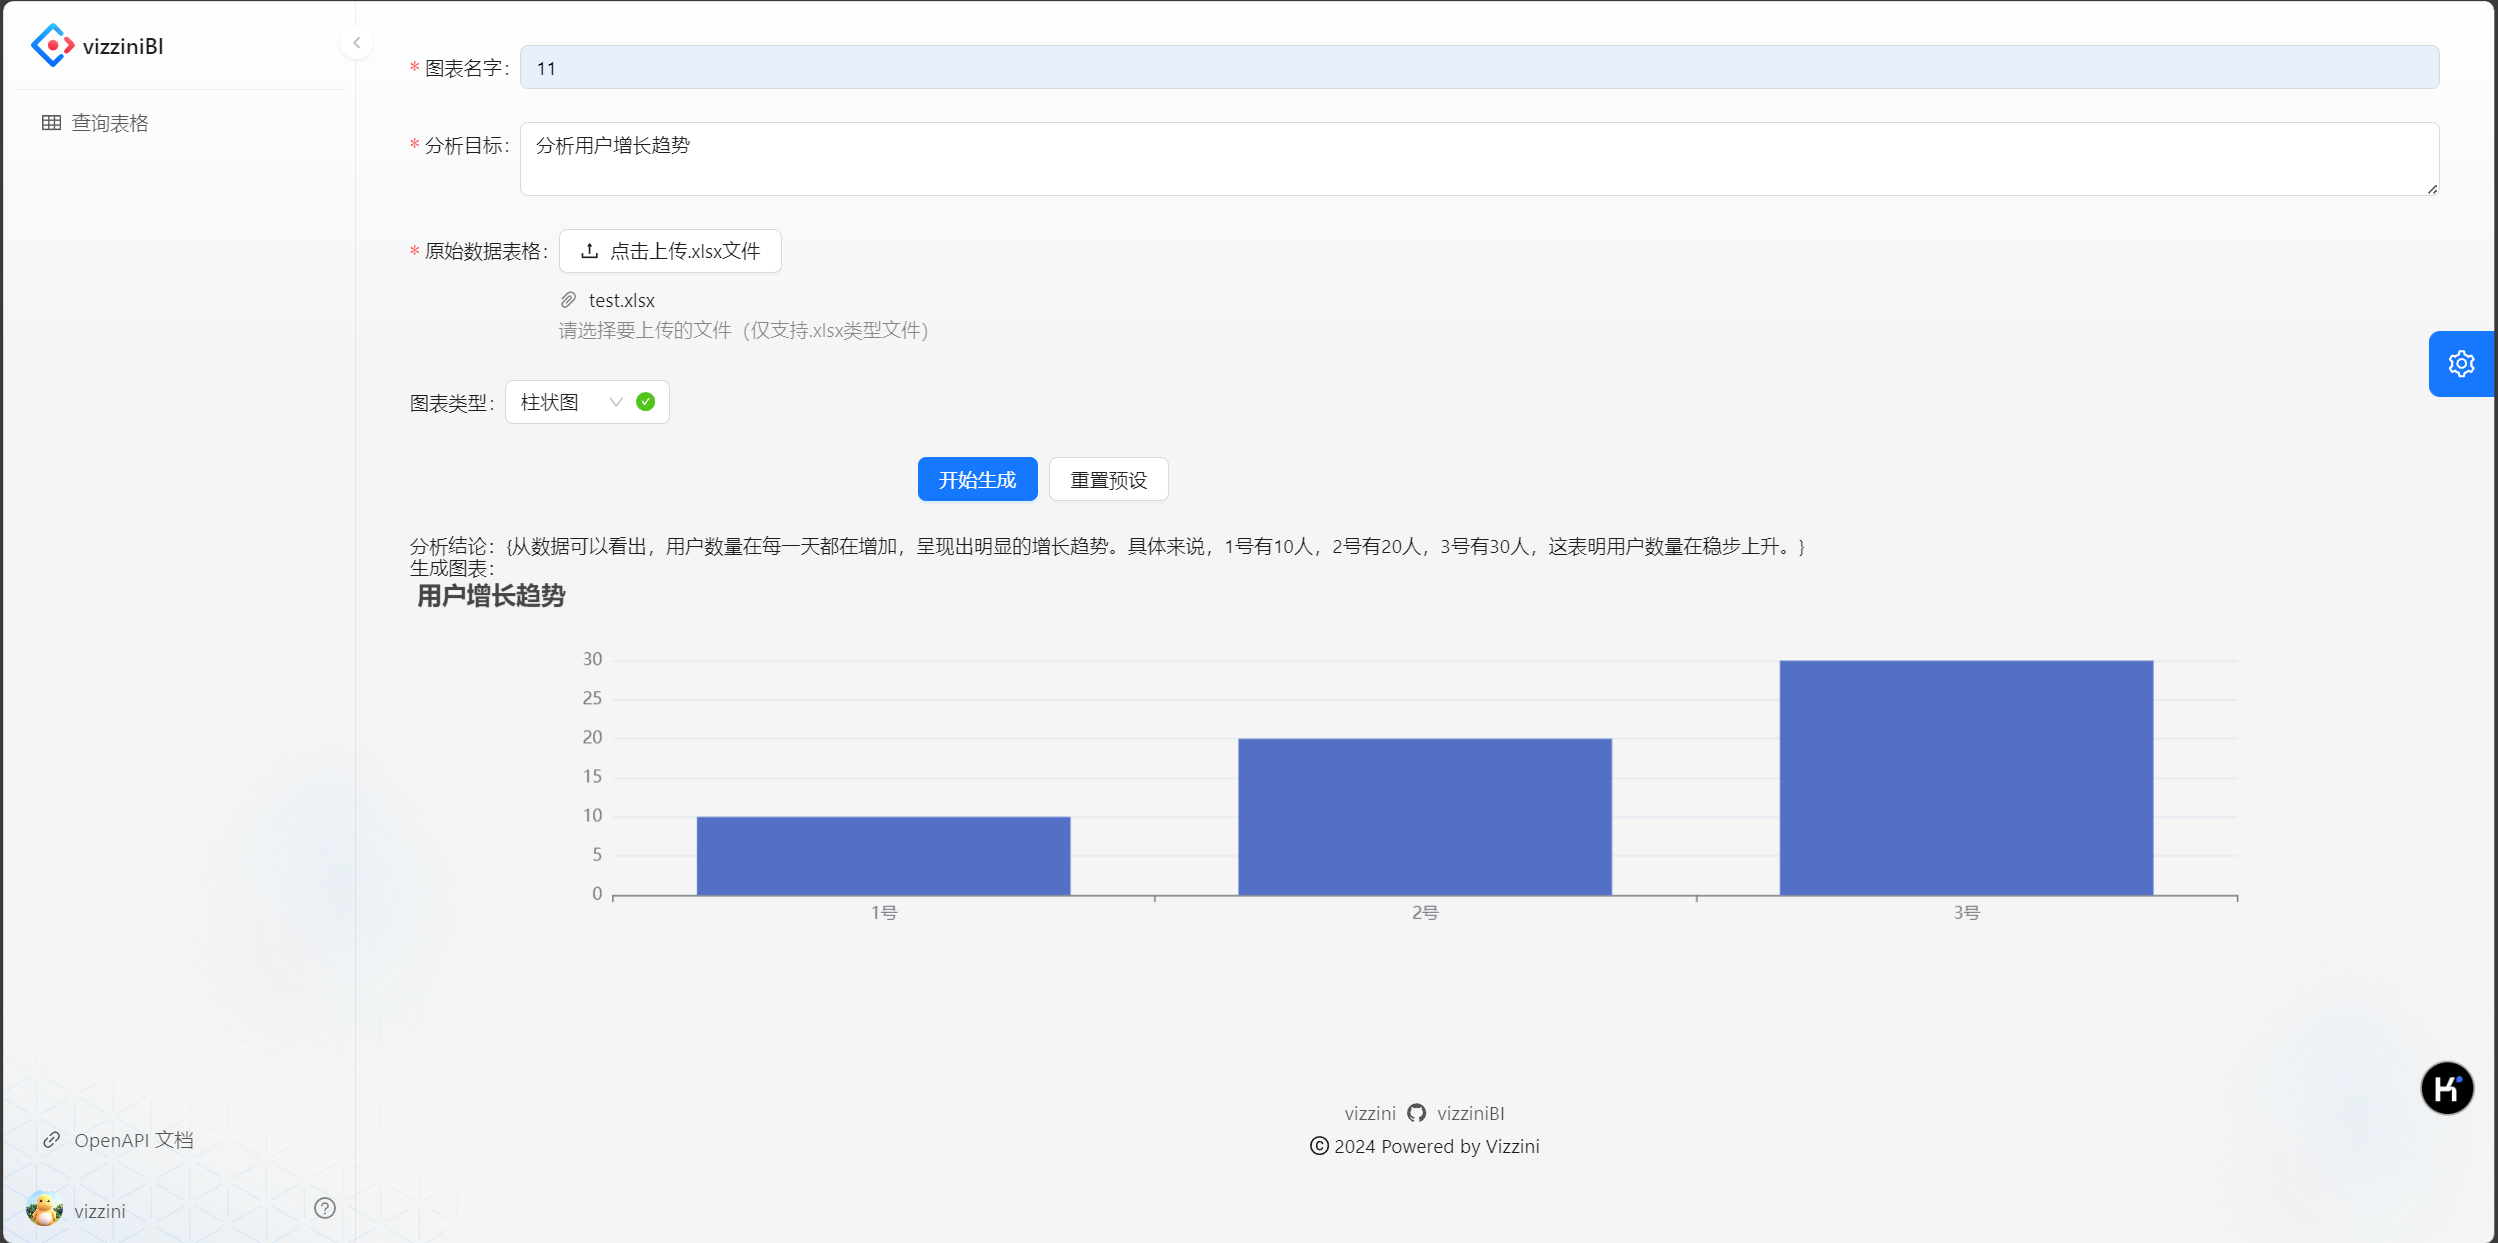 vizziniBI
查询表格
* 图表名字: 11
* 分析目标: 分析用户增长趋势
* 原始数据表格: 点击上传.xlsx文件
test.xlsx
请选择要上传的文件（仅支持.xlsx类型文件）
图表类型: 柱状图
开始生成 重置预设
分析结论：{从数据可以看出，用户数量在每一天都在增加，呈现出明显的增长趋势。具体来说，1号有10人，2号有20人，3号有30人，这表明用户数量在稳步上升。}
生成图表：
用户增长趋势
30
25
20
15
10
5
0
1号 2号 3号
vizzini vizziniBI
© 2024 Powered by Vizzini
OpenAPI 文档
vizzini